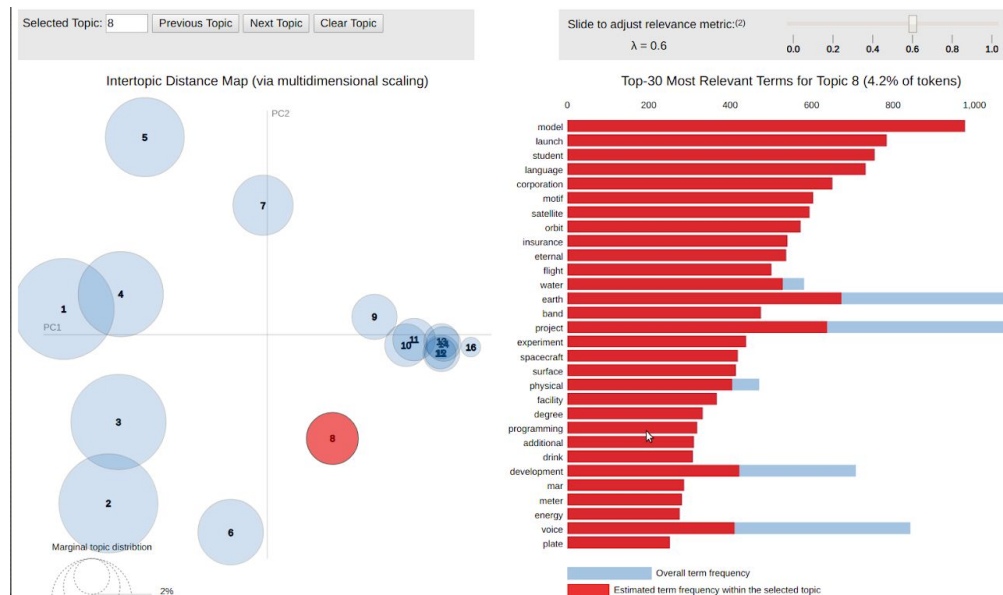 Selected Topic: 8 Previous Topic Next Topic Clear Topic
Slide to adjust relevance metric:(2)
λ = 0.6
0.0 0.2 0.4 0.6 0.8 1.0
Intertopic Distance Map (via multidimensional scaling)
PC2
PC1
5
7
4
1
9
11
10
13
14
12
16
3
8
2
6
Marginal topic distribtion
2%
Top-30 Most Relevant Terms for Topic 8 (4.2% of tokens)
0 200 400 600 800 1,000
model
launch
student
language
corporation
motif
satellite
orbit
insurance
eternal
flight
water
earth
band
project
experiment
spacecraft
surface
physical
facility
degree
programming
additional
drink
development
mar
meter
energy
voice
plate
Overall term frequency
Estimated term frequency within the selected topic